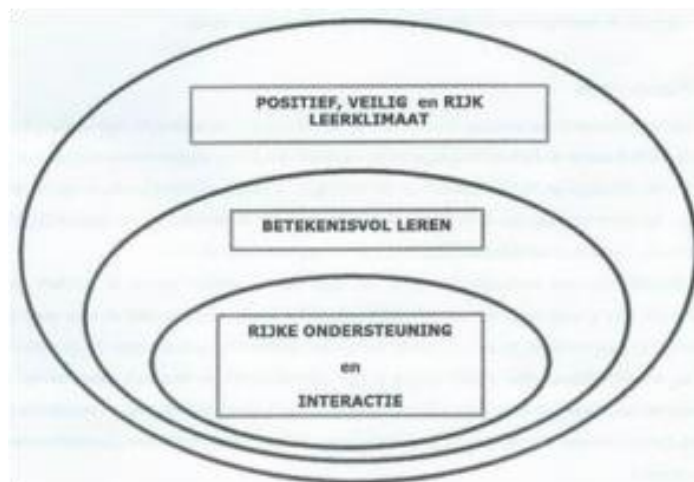 POSITIEF, VEILIG en RIJK
LEERKLIMAAT
BETEKENISVOL LEREN
RIJKE ONDERSTEUNING
en
INTERACTIE